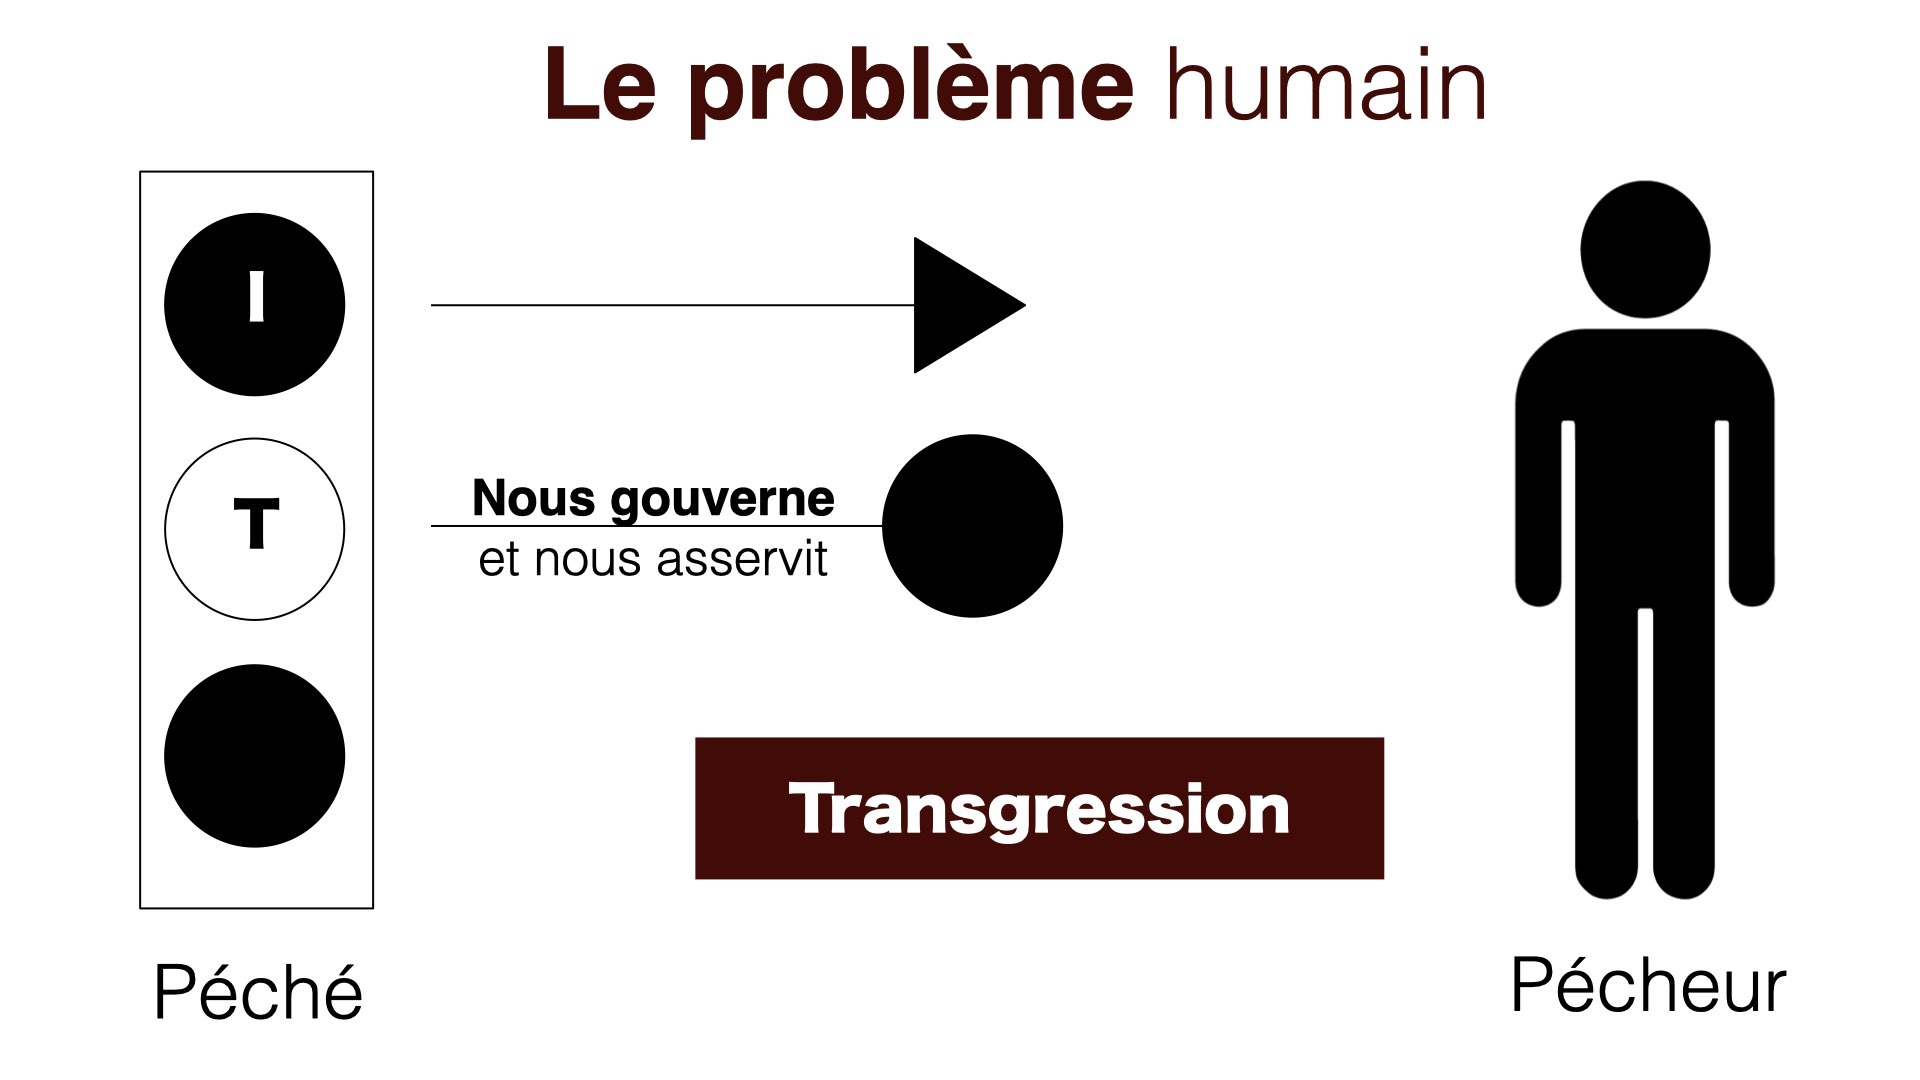 Le problème humain
I
T
Nous gouverne
et nous asservit
Transgression
Péché
Pécheur